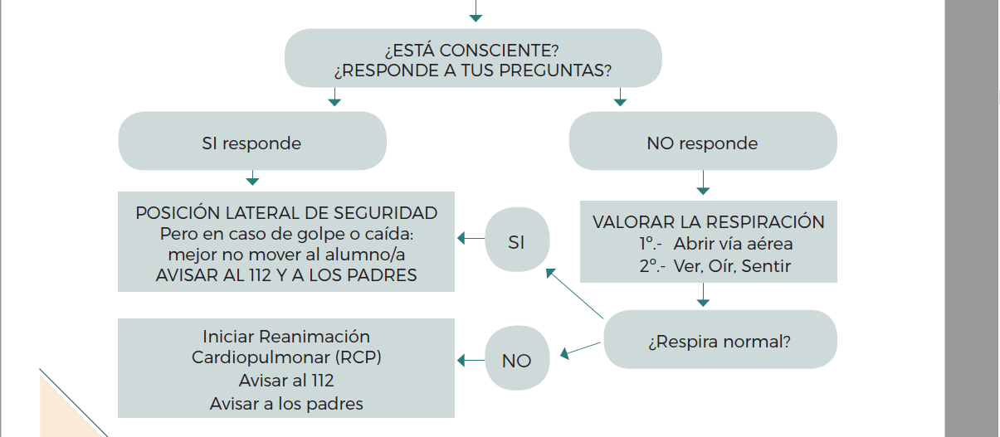 ¿ESTÁ CONSCIENTE?
¿RESPONDE A TUS PREGUNTAS?
SI responde
NO responde
POSICIÓN LATERAL DE SEGURIDAD
Pero en caso de golpe o caída:
mejor no mover al alumno/a
AVISAR AL 112 Y A LOS PADRES
SI
VALORAR LA RESPIRACIÓN
1º.- Abrir vía aérea
2º.- Ver, Oír, Sentir
¿Respira normal?
NO
Iniciar Reanimación
Cardiopulmonar (RCP)
Avisar al 112
Avisar a los padres